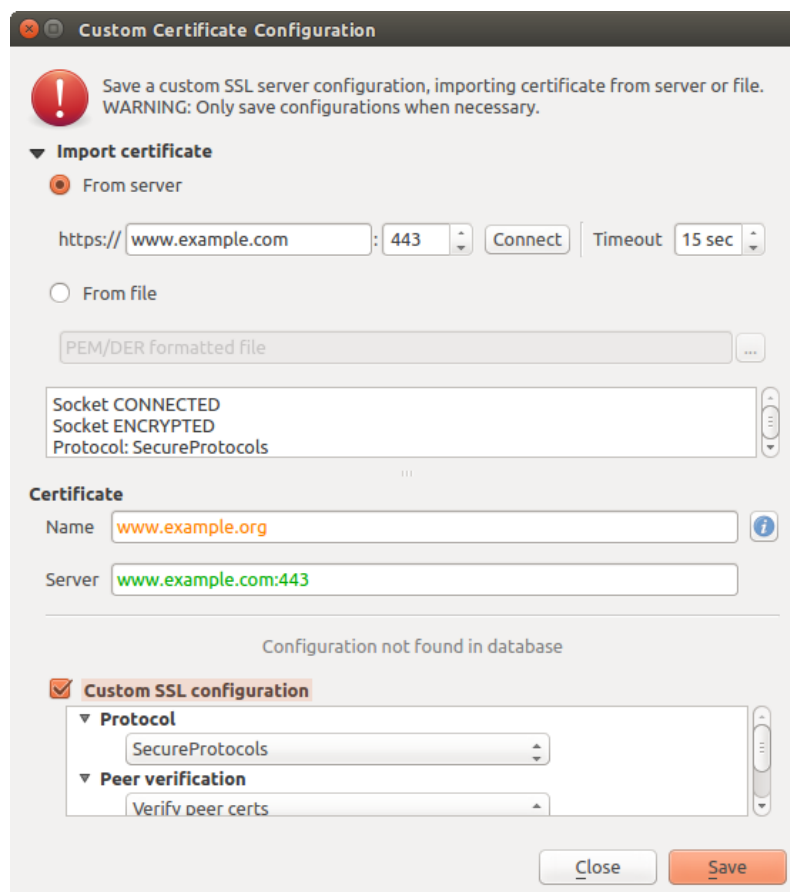 Custom Certificate Configuration
Save a custom SSL server configuration, importing certificate from server or file.
WARNING: Only save configurations when necessary.
Import certificate
From server
https:// www.example.com : 443 Connect Timeout 15 sec
From file
PEM/DER formatted file ...
Socket CONNECTED
Socket ENCRYPTED
Protocol: SecureProtocols
Certificate
Name www.example.org
Server www.example.com:443
Configuration not found in database
Custom SSL configuration
Protocol
SecureProtocols
Peer verification
Verify peer certs
Close Save